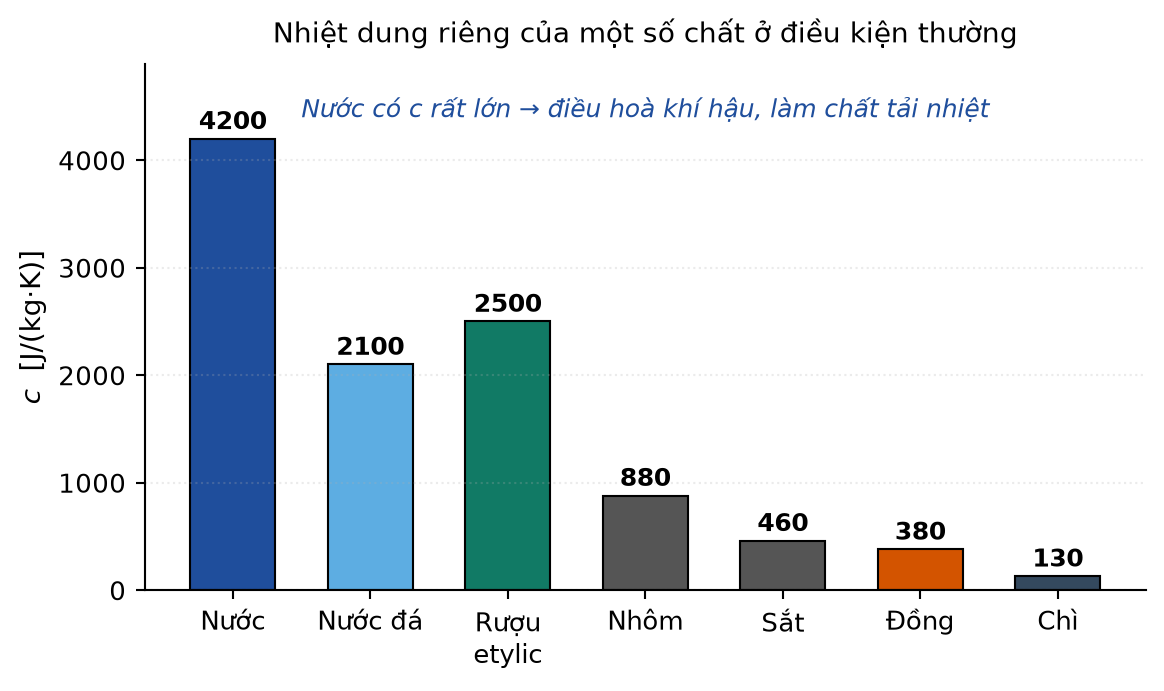 Nhiệt dung riêng của một số chất ở điều kiện thường
Nước có c rất lớn → điều hoà khí hậu, làm chất tải nhiệt
c [J/(kg·K)]
4000
3000
2000
1000
0
4200
2100
2500
880
460
380
130
Nước
Nước đá
Rượu
etylic
Nhôm
Sắt
Đồng
Chì